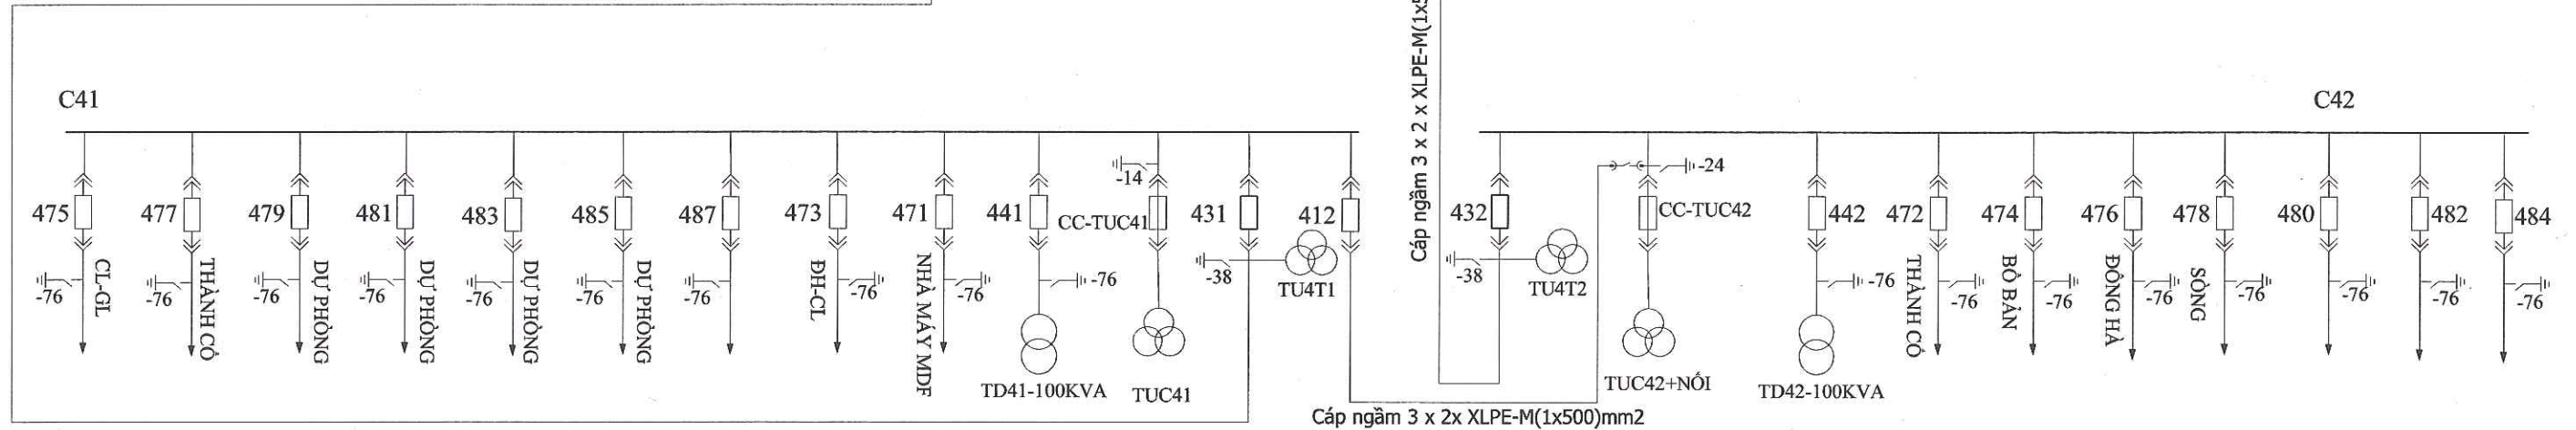 C41
C42
Cáp ngầm 3 x 2 x XLPE-M(1x5
475
477
479
481
483
485
487
473
471
441
CC-TUC41
-14
431
412
432
CC-TUC42
-24
442
472
474
476
478
480
482
484
-76
CL-GL
-76
THÀNH CỔ
-76
DỰ PHÒNG
-76
DỰ PHÒNG
-76
DỰ PHÒNG
-76
DỰ PHÒNG
-76
ĐH-CL
-76
NHÀ MÁY MDF
-76
-76
-38
TU4T1
-38
TU4T2
-76
THÀNH CỔ
-76
BỒ BẢN
-76
ĐÔNG HÀ
-76
SÒNG
-76
-76
-76
-76
TD41-100KVA
TUC41
TUC42+NỐI
TD42-100KVA
Cáp ngầm 3 x 2x XLPE-M(1x500)mm2